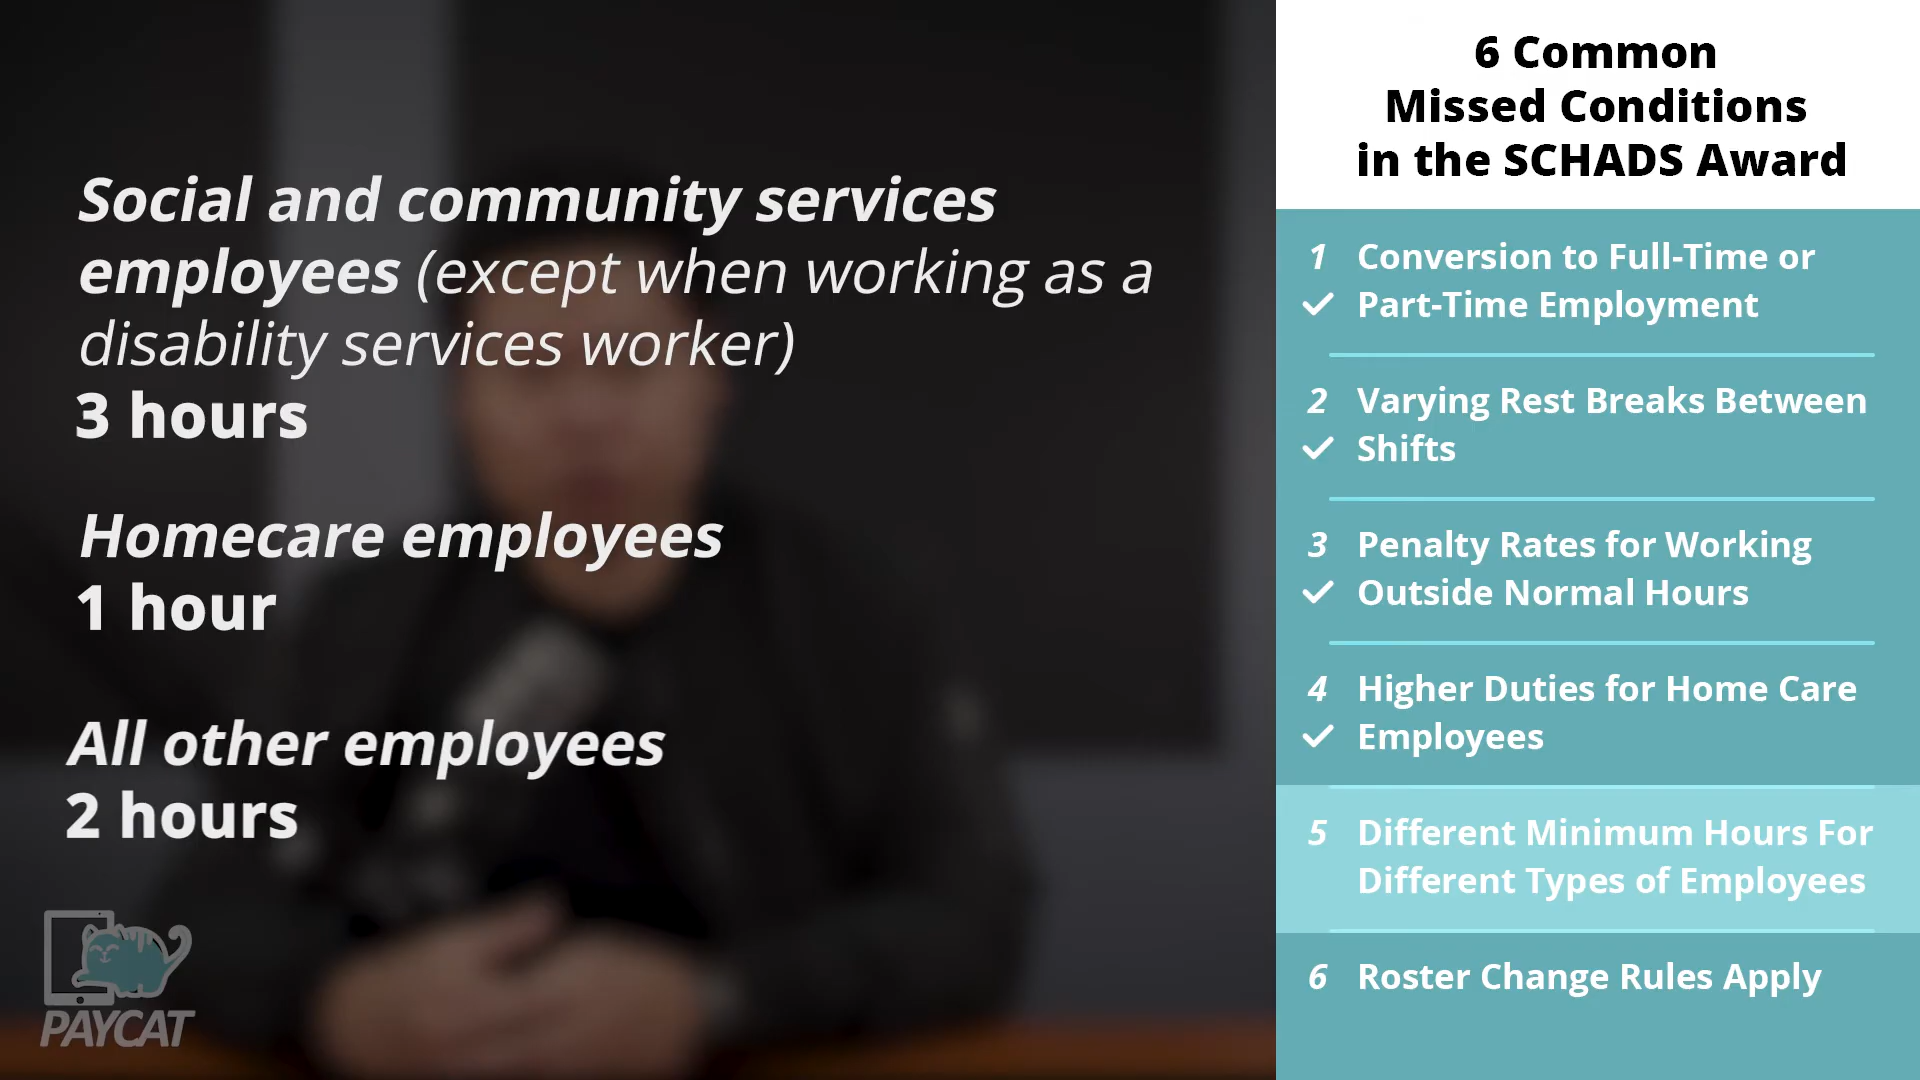 Social and community services
employees (except when working as a
disability services worker)
3 hours
Homecare employees
1 hour
All other employees
2 hours
PAYCAT
6 Common
Missed Conditions
in the SCHADS Award
1 Conversion to Full-Time or
Part-Time Employment
2 Varying Rest Breaks Between
Shifts
3 Penalty Rates for Working
Outside Normal Hours
4 Higher Duties for Home Care
Employees
5 Different Minimum Hours For
Different Types of Employees
6 Roster Change Rules Apply